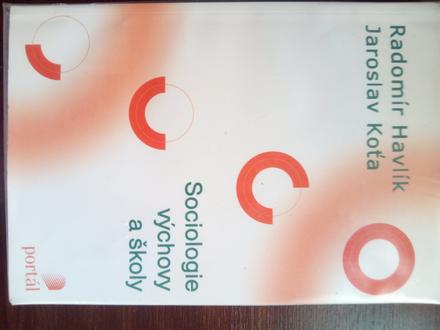 Radomír Havlík
Jaroslav Koťa
Sociologie
výchovy
a školy
portál